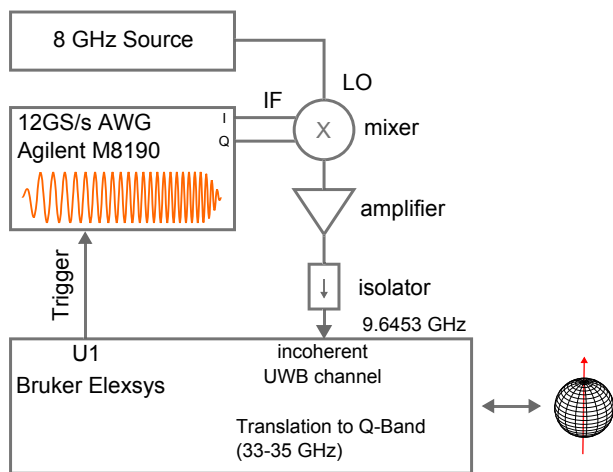 8 GHz Source
LO
IF
12GS/s AWG
Agilent M8190
I
Q
X
mixer
amplifier
isolator
Trigger
9.6453 GHz
U1
Bruker Elexsys
incoherent
UWB channel
Translation to Q-Band
(33-35 GHz)